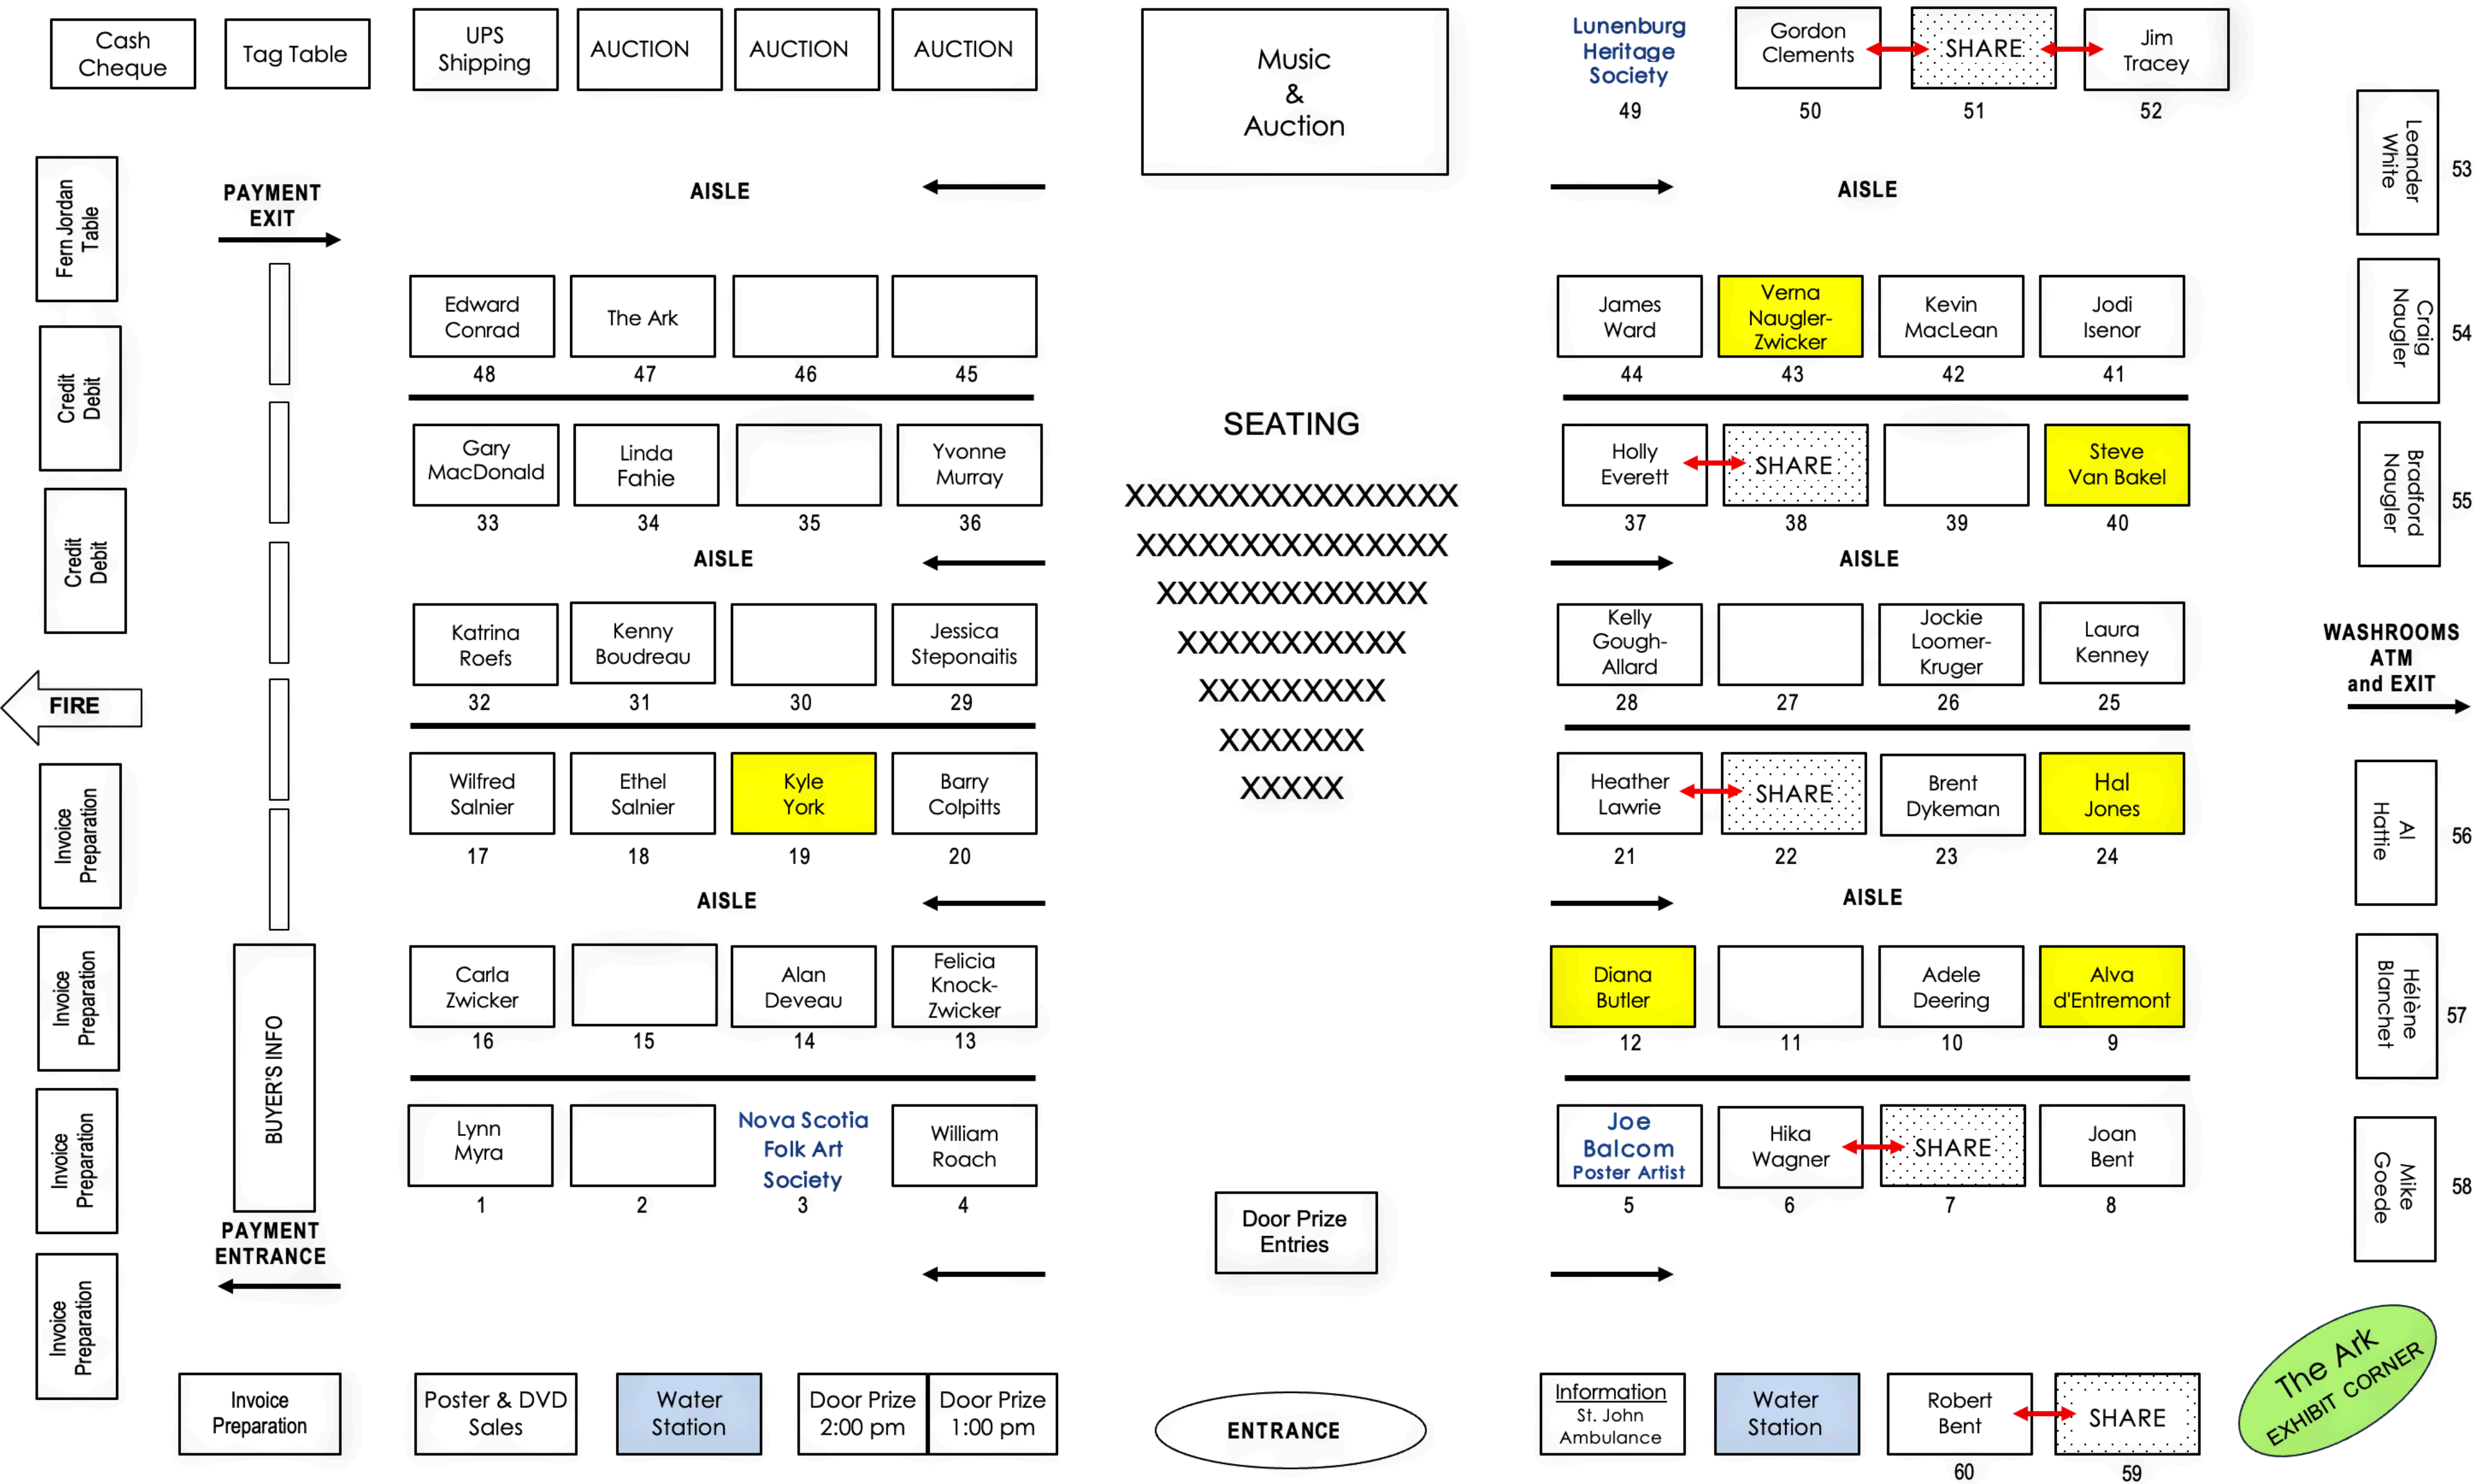 Cash
Cheque
Tag Table
UPS
Shipping
AUCTION
AUCTION
AUCTION
Music
&
Auction
Lunenburg
Heritage
Society
49
Gordon
Clements
50
SHARE
51
Jim
Tracey
52
Leander
White
53
Fern Jordan
Table
PAYMENT
EXIT
AISLE
AISLE
Edward
Conrad
48
The Ark
47
46
45
James
Ward
44
Verna
Naugler-
Zwicker
43
Kevin
MacLean
42
Jodi
Isenor
41
Craig
Naugler
54
Credit
Debit
Gary
MacDonald
33
Linda
Fahie
34
35
Yvonne
Murray
36
SEATING
XXXXXXXXXXXXXXXX
XXXXXXXXXXXXXXX
XXXXXXXXXXXXX
XXXXXXXXXXX
XXXXXXXXX
XXXXXXX
XXXXX
Holly
Everett
37
SHARE
38
39
Steve
Van Bakel
40
Bradford
Naugler
55
Credit
Debit
AISLE
AISLE
Katrina
Roefs
32
Kenny
Boudreau
31
30
Jessica
Steponaitis
29
Kelly
Gough-
Allard
28
27
Jockie
Loomer-
Kruger
26
Laura
Kenney
25
WASHROOMS
ATM
and EXIT
FIRE
Wilfred
Salnier
17
Ethel
Salnier
18
Kyle
York
19
Barry
Colpitts
20
Heather
Lawrie
21
SHARE
22
Brent
Dykeman
23
Hal
Jones
24
Al
Hattie
56
Invoice
Preparation
AISLE
AISLE
Carla
Zwicker
16
15
Alan
Deveau
14
Felicia
Knock-
Zwicker
13
Diana
Butler
12
11
Adele
Deering
10
Alva
d'Entremont
9
Hélène
Blanchet
57
Invoice
Preparation
BUYER'S INFO
Lynn
Myra
1
2
Nova Scotia
Folk Art
Society
3
William
Roach
4
Joe
Balcom
Poster Artist
5
Hika
Wagner
6
SHARE
7
Joan
Bent
8
Mike
Goede
58
Invoice
Preparation
PAYMENT
ENTRANCE
Door Prize
Entries
Invoice
Preparation
Invoice
Preparation
Poster & DVD
Sales
Water
Station
Door Prize
2:00 pm
Door Prize
1:00 pm
ENTRANCE
Information
St. John
Ambulance
Water
Station
Robert
Bent
60
SHARE
59
The Ark
EXHIBIT CORNER